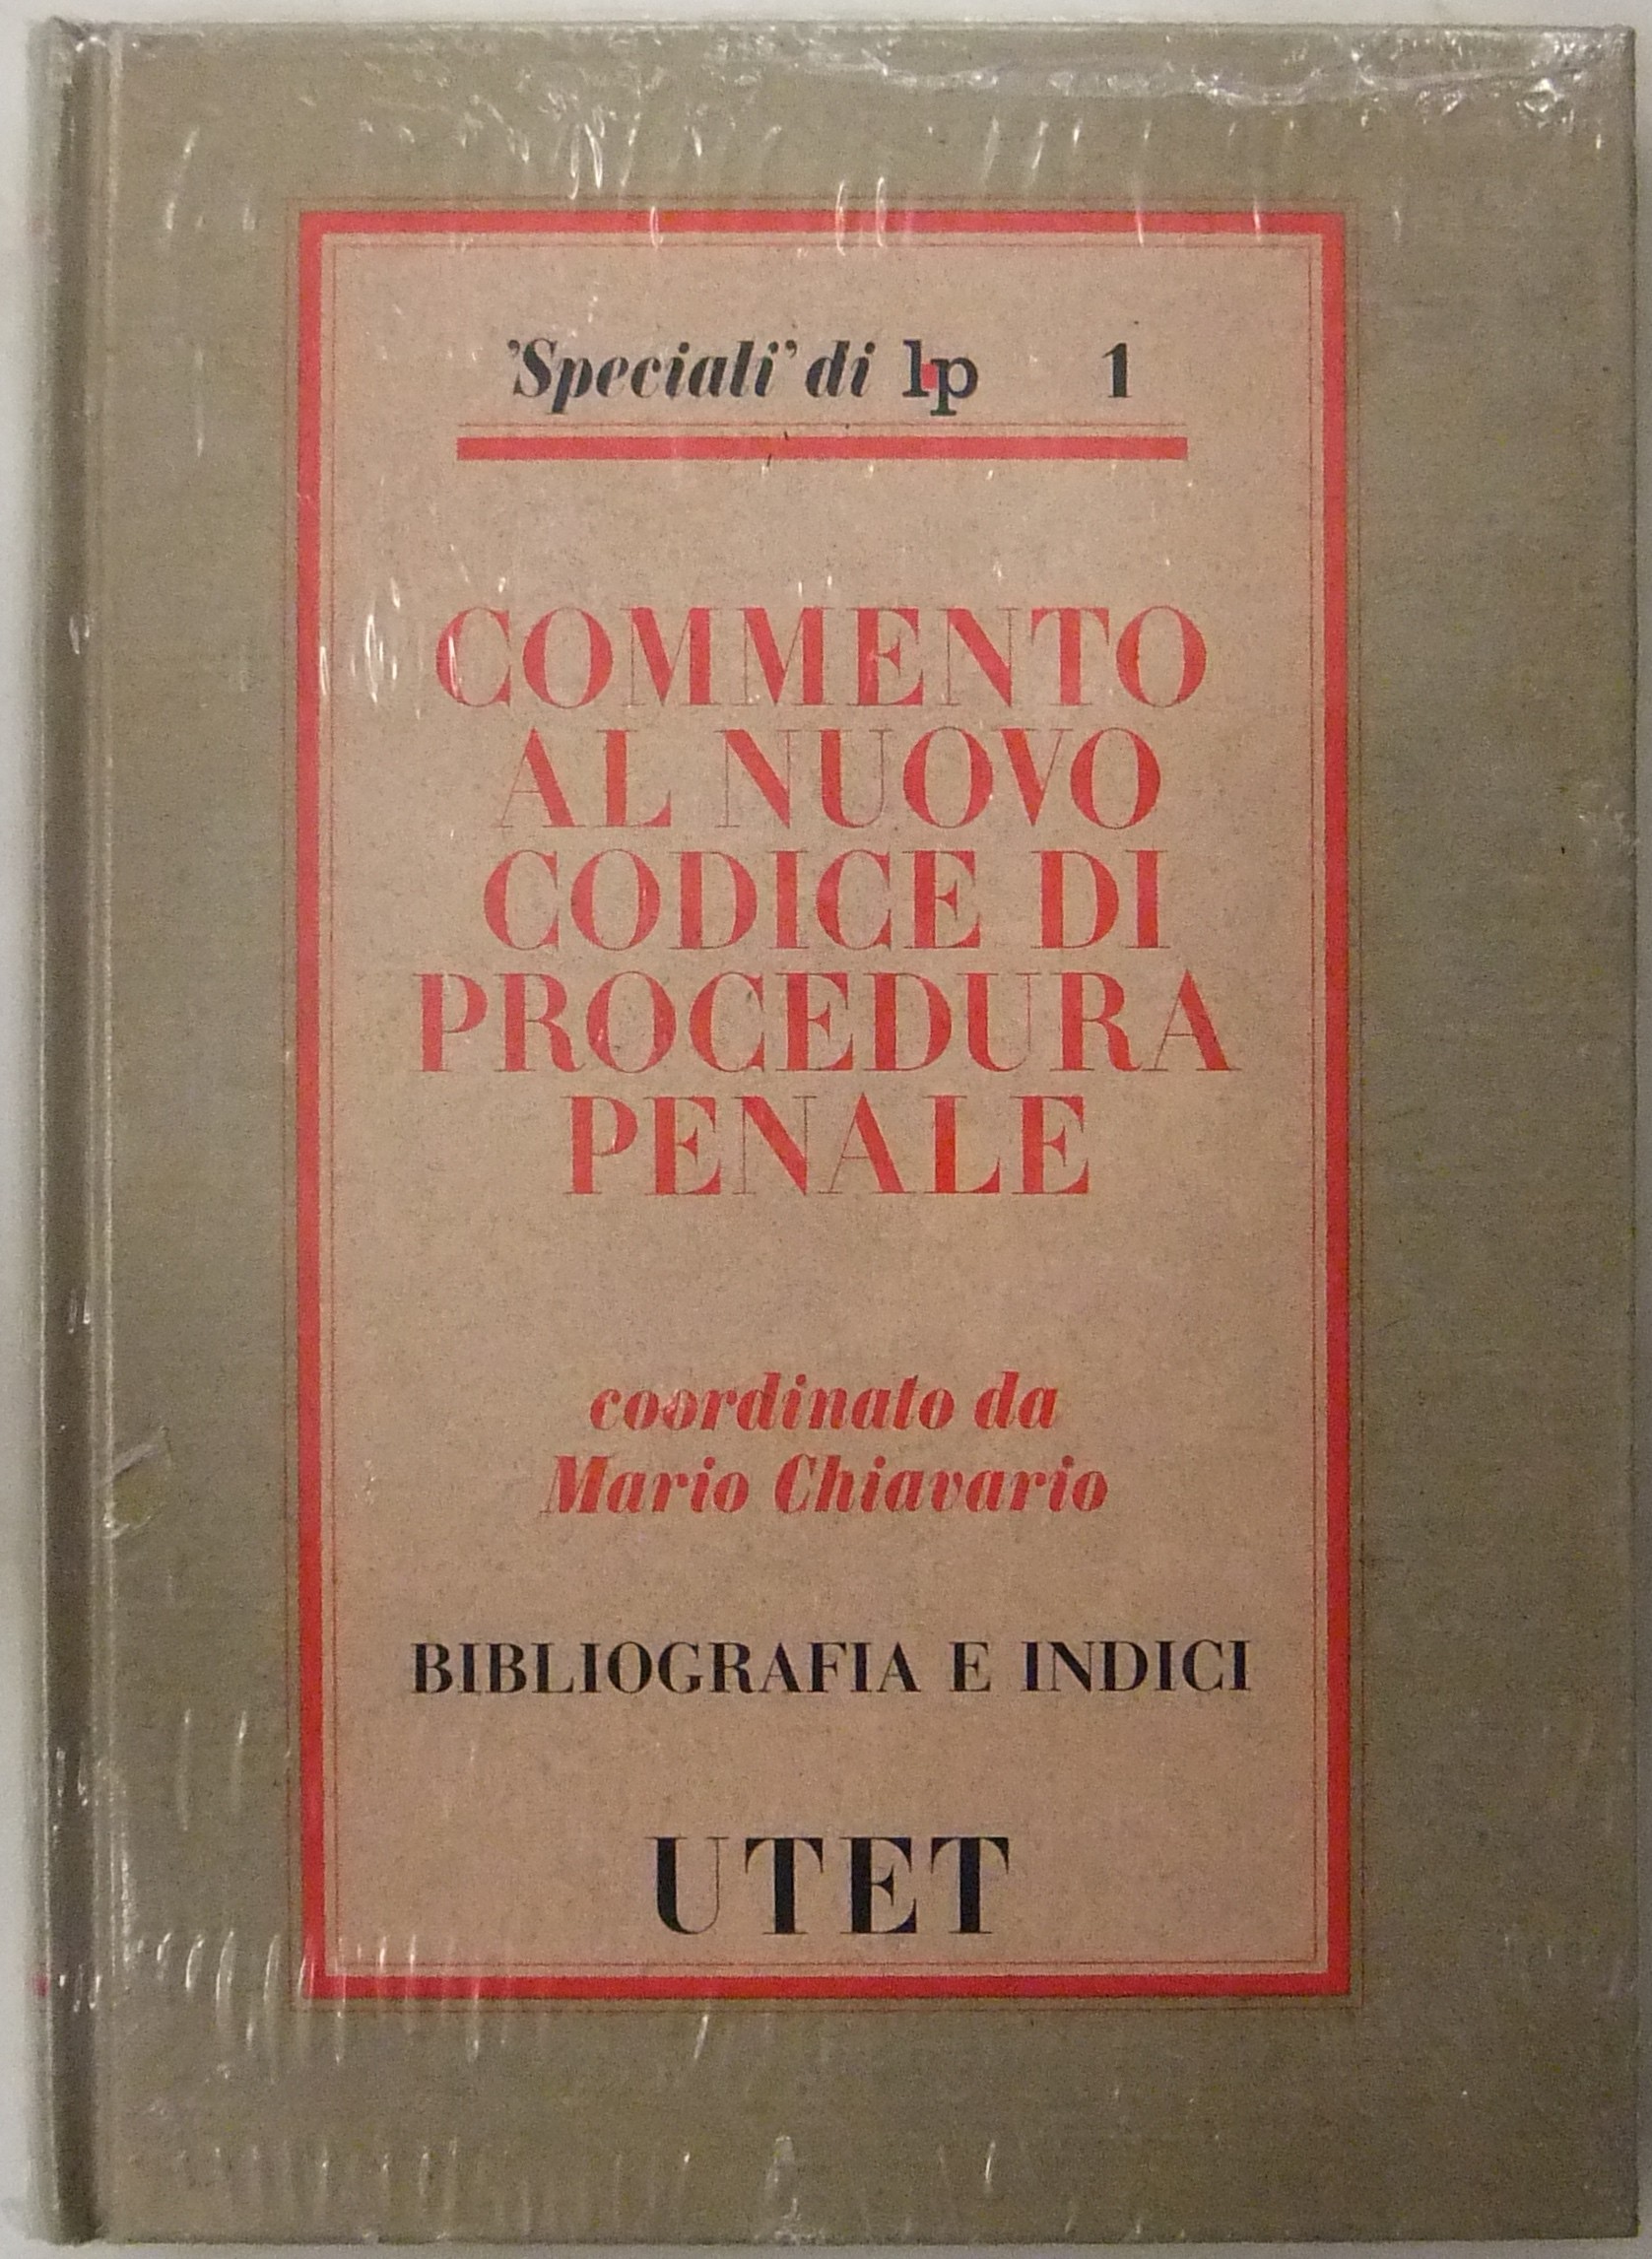 'Speciali' di lp 1
COMMENTO
AL NUOVO
CODICE DI
PROCEDURA
PENALE
coordinato da
Mario Chiavario
BIBLIOGRAFIA E INDICI
UTET